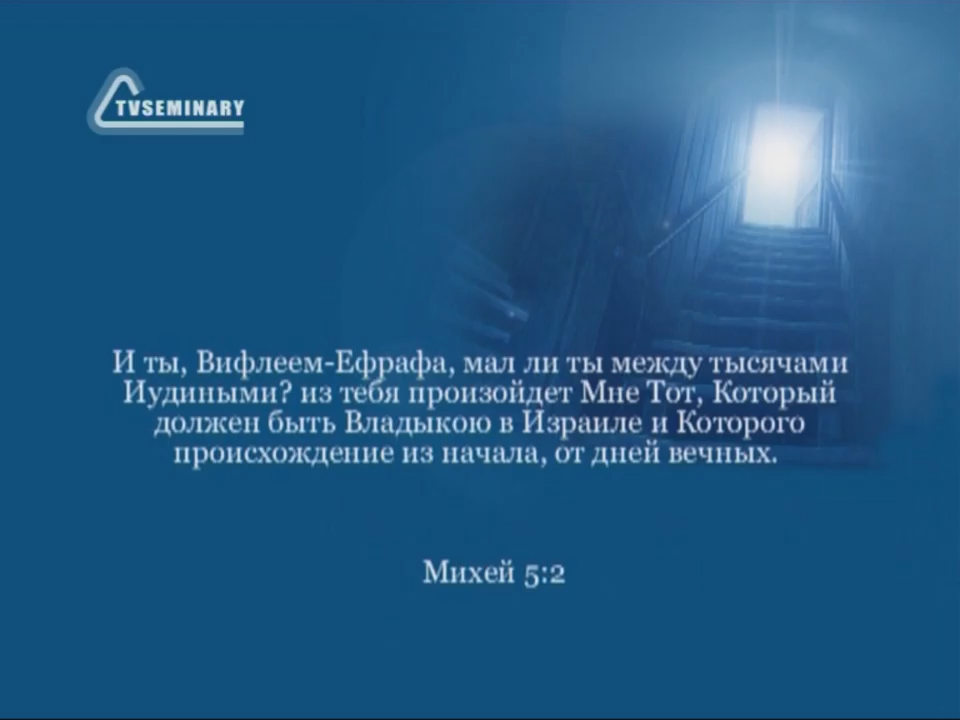 TVSEMINARY
И ты, Вифлеем-Ефрафа, мал ли ты между тысячами
Иудиными? из тебя произойдет Мне Тот, Который
должен быть Владыкою в Израиле и Которого
происхождение из начала, от дней вечных.
Михей 5:2